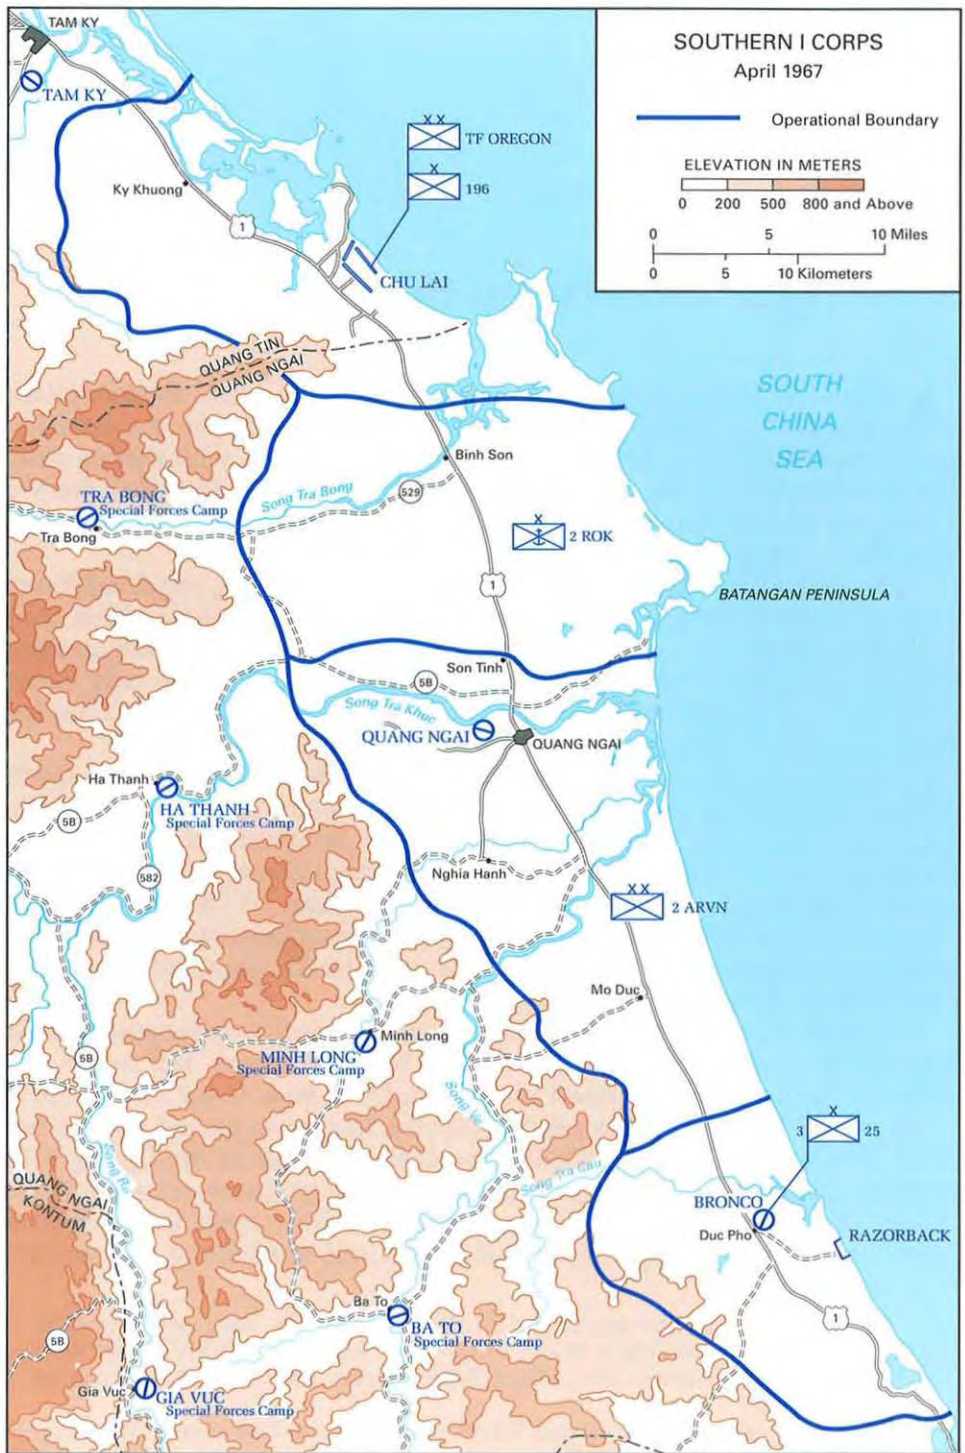 SOUTHERN I CORPS
April 1967
Operational Boundary
ELEVATION IN METERS
0 200 500 800 and Above
0 5 10 Miles
0 5 10 Kilometers
TAM KY
TAM KY
XX
TF OREGON
X
196
Ky Khuong
1
CHU LAI
QUANG TIN
QUANG NGAI
SOUTH
CHINA
SEA
Binh Son
TRA BONG
Special Forces Camp
Song Tra Bong
529
Tra Bong
X
2 ROK
1
BATANGAN PENINSULA
Son Tinh
5B
Song Tra Khuc
QUANG NGAI
QUANG NGAI
Ha Thanh
HA THANH
Special Forces Camp
5B
582
Nghia Hanh
XX
2 ARVN
Mo Duc
Minh Long
MINH LONG
Special Forces Camp
5B
Song Ve
Song Re
X
3 25
Song Tra Cau
QUANG NGAI
KONTUM
BRONCO
Duc Pho
RAZORBACK
Ba To
BA TO
Special Forces Camp
1
5B
Gia Vuc
GIA VUC
Special Forces Camp